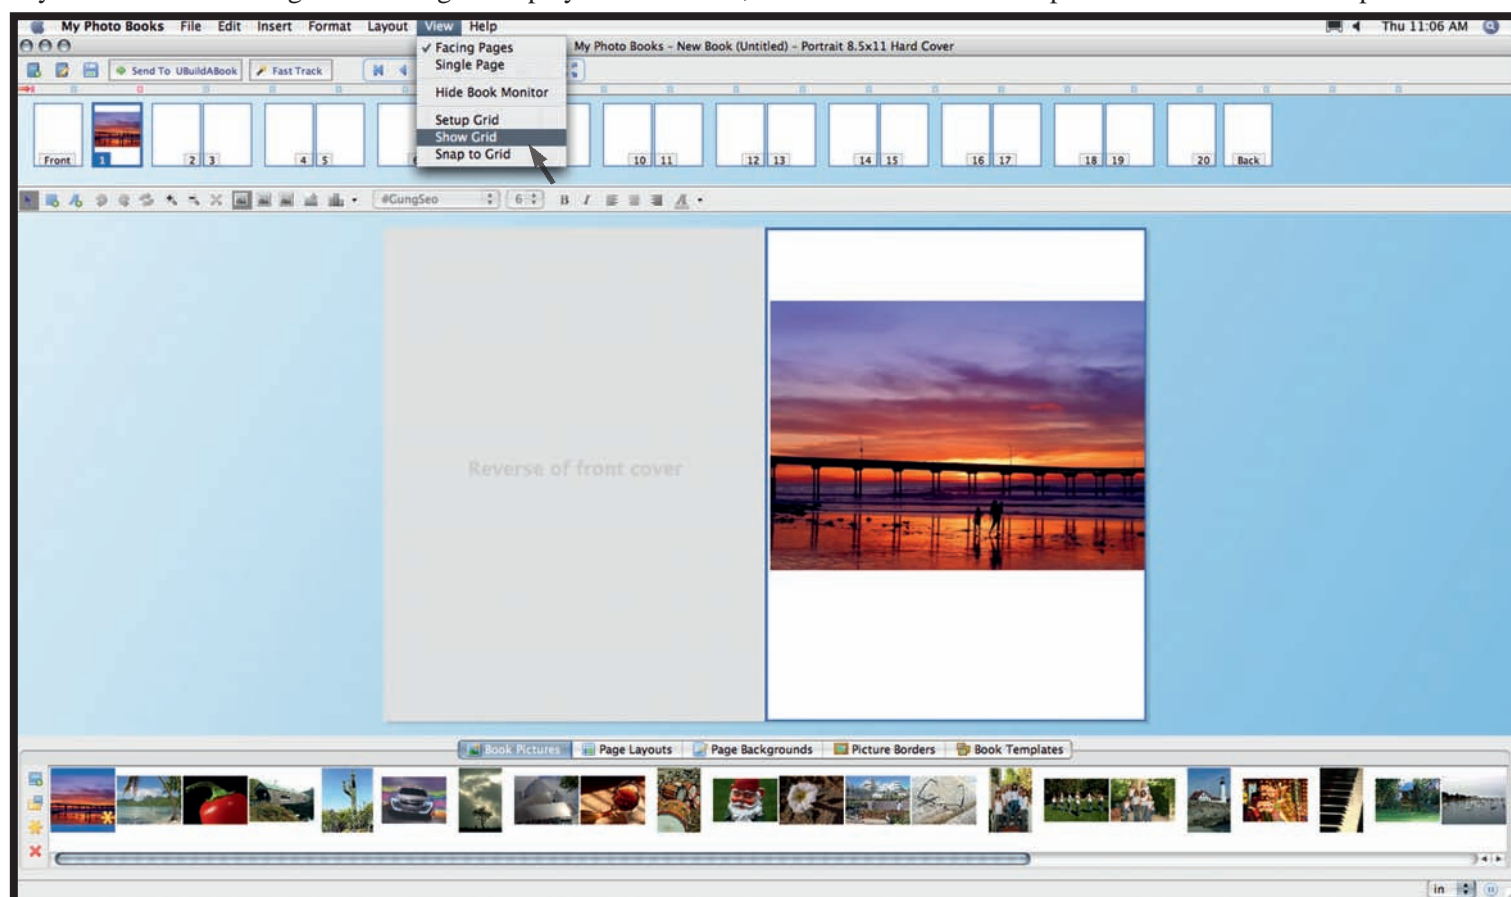 My Photo Books File Edit Insert Format Layout View Help Thu 11:06 AM
My Photo Books – New Book (Untitled) – Portrait 8.5x11 Hard Cover
✓ Facing Pages
Single Page
Hide Book Monitor
Setup Grid
Show Grid
Snap to Grid
Send To UBuildABook Fast Track
Front 1 2 3 4 5 10 11 12 13 14 15 16 17 18 19 20 Back
#GungSeo 6 B I A
Reverse of front cover
Book Pictures Page Layouts Page Backgrounds Picture Borders Book Templates
in